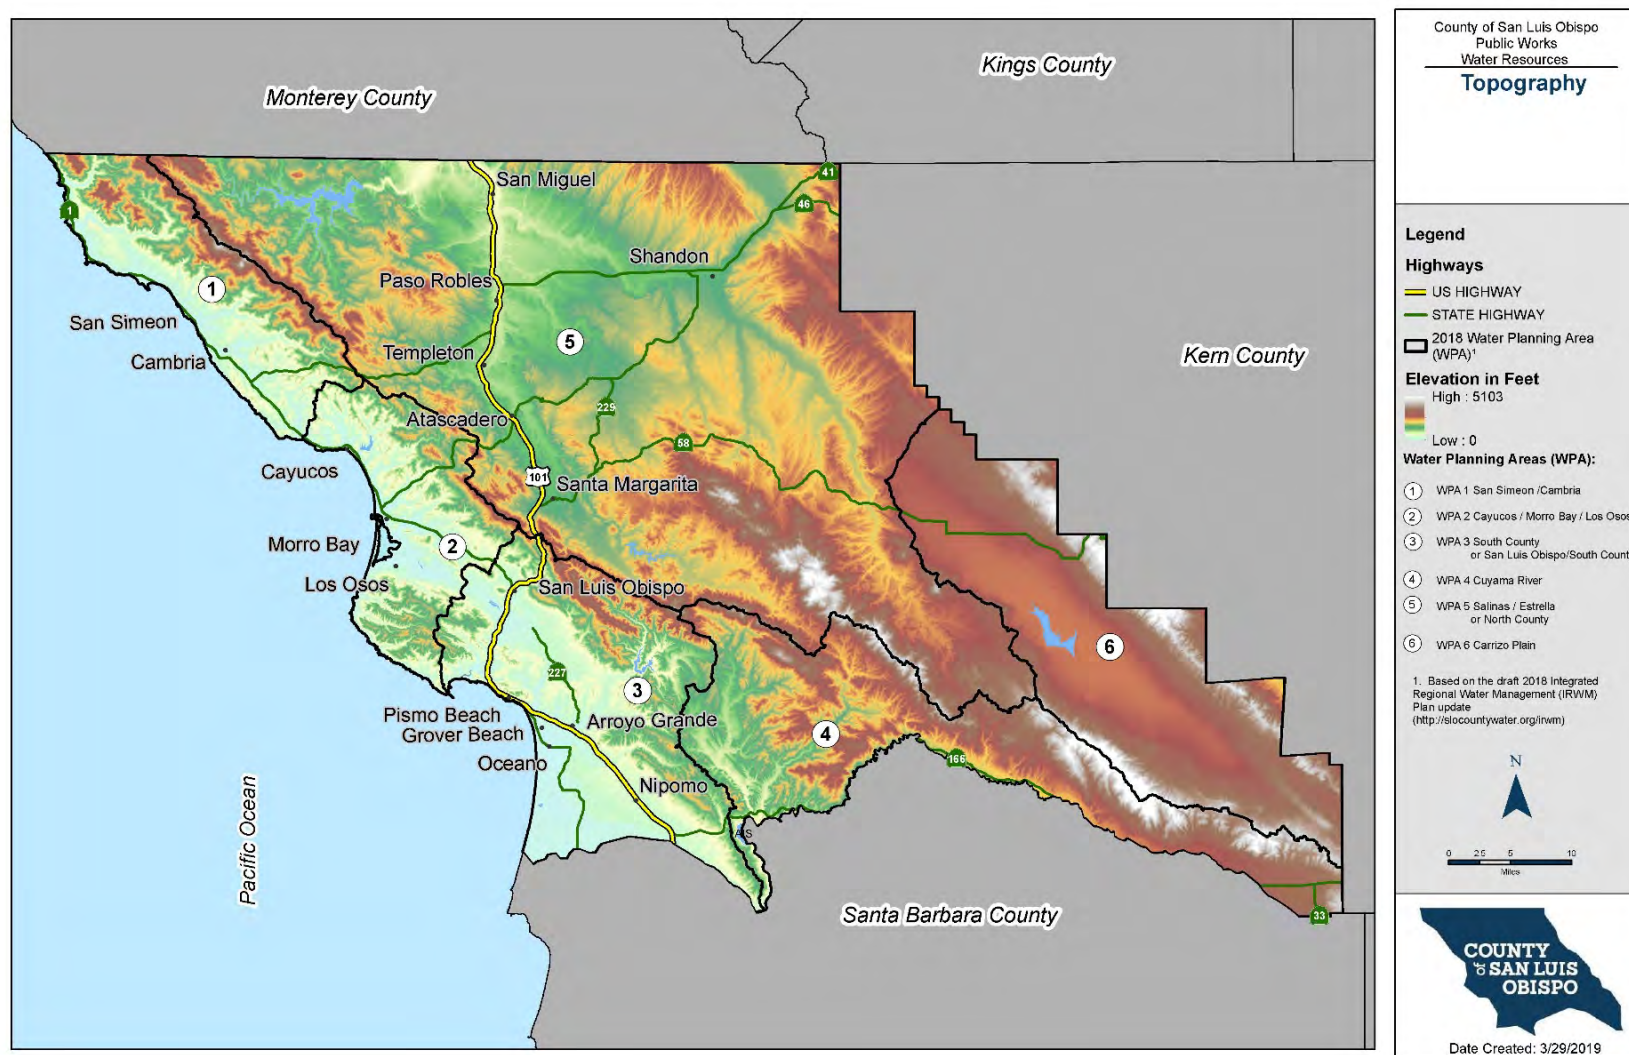 Monterey County
Kings County
Kern County
Santa Barbara County
Pacific Ocean
San Miguel
Shandon
Paso Robles
San Simeon
Cambria
Templeton
Atascadero
Cayucos
Santa Margarita
Morro Bay
Los Osos
San Luis Obispo
Pismo Beach
Grover Beach
Arroyo Grande
Oceano
Nipomo
1
41
46
229
58
101
227
166
33
1
2
3
4
5
6
County of San Luis Obispo
Public Works
Water Resources
Topography
Legend
Highways
US HIGHWAY
STATE HIGHWAY
2018 Water Planning Area
(WPA)¹
Elevation in Feet
High : 5103
Low : 0
Water Planning Areas (WPA):
1 WPA 1 San Simeon /Cambria
2 WPA 2 Cayucos / Morro Bay / Los Osos
3 WPA 3 South County
or San Luis Obispo/South Count
4 WPA 4 Cuyama River
5 WPA 5 Salinas / Estrella
or North County
6 WPA 6 Carrizo Plain
1. Based on the draft 2018 Integrated
Regional Water Management (IRWM)
Plan update
(http://slocountywater.org/irwm)
N
0 2.5 5 10
Miles
COUNTY
of SAN LUIS
OBISPO
Date Created: 3/29/2019